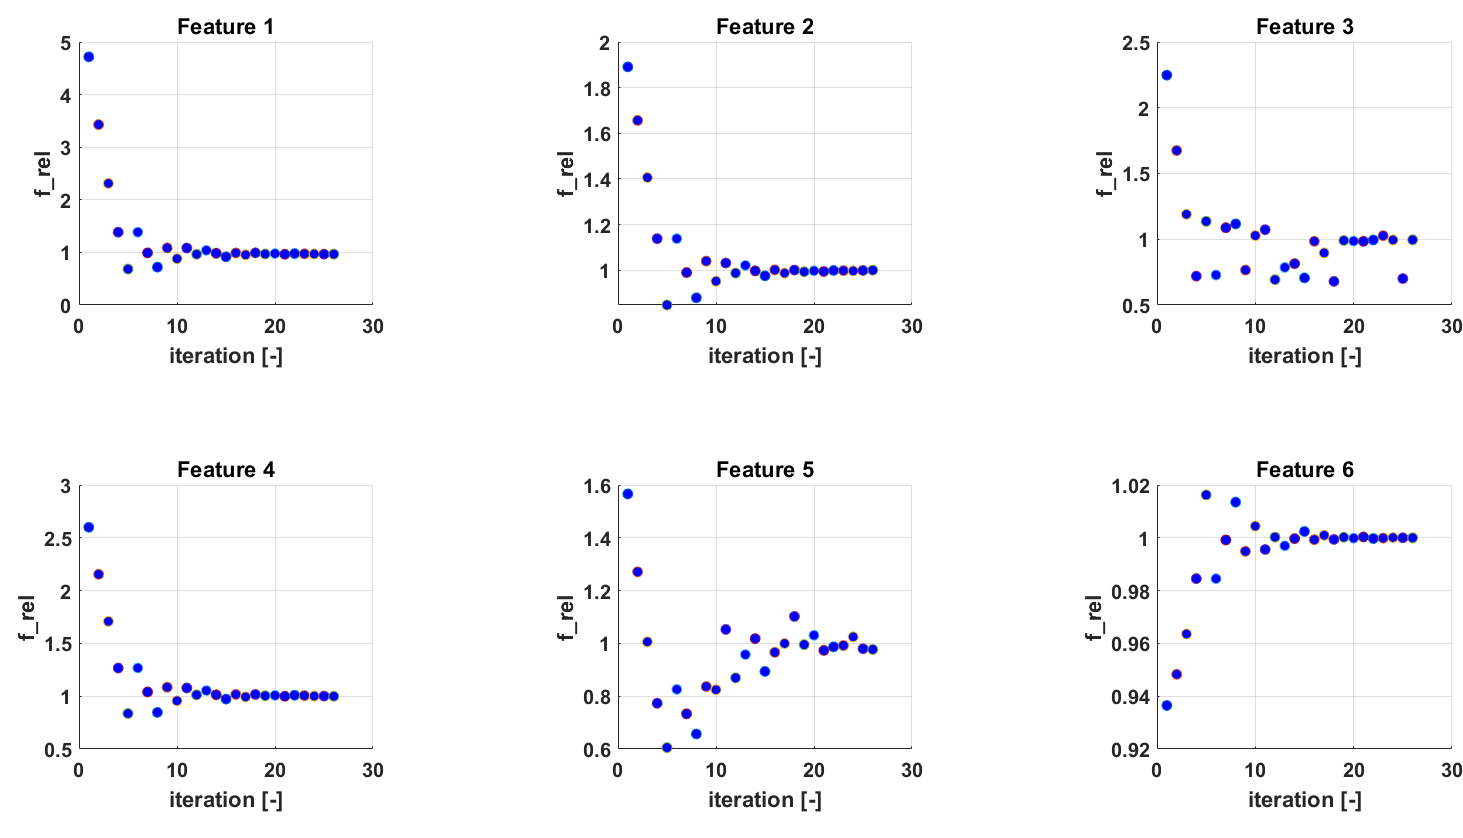 Feature 1
5
4
3
2
1
0
f_rel
0 10 20 30
iteration [-]
Feature 2
2
1.8
1.6
1.4
1.2
1
f_rel
0 10 20 30
iteration [-]
Feature 3
2.5
2
1.5
1
0.5
f_rel
0 10 20 30
iteration [-]
Feature 4
3
2.5
2
1.5
1
0.5
f_rel
0 10 20 30
iteration [-]
Feature 5
1.6
1.4
1.2
1
0.8
0.6
f_rel
0 10 20 30
iteration [-]
Feature 6
1.02
1
0.98
0.96
0.94
0.92
f_rel
0 10 20 30
iteration [-]